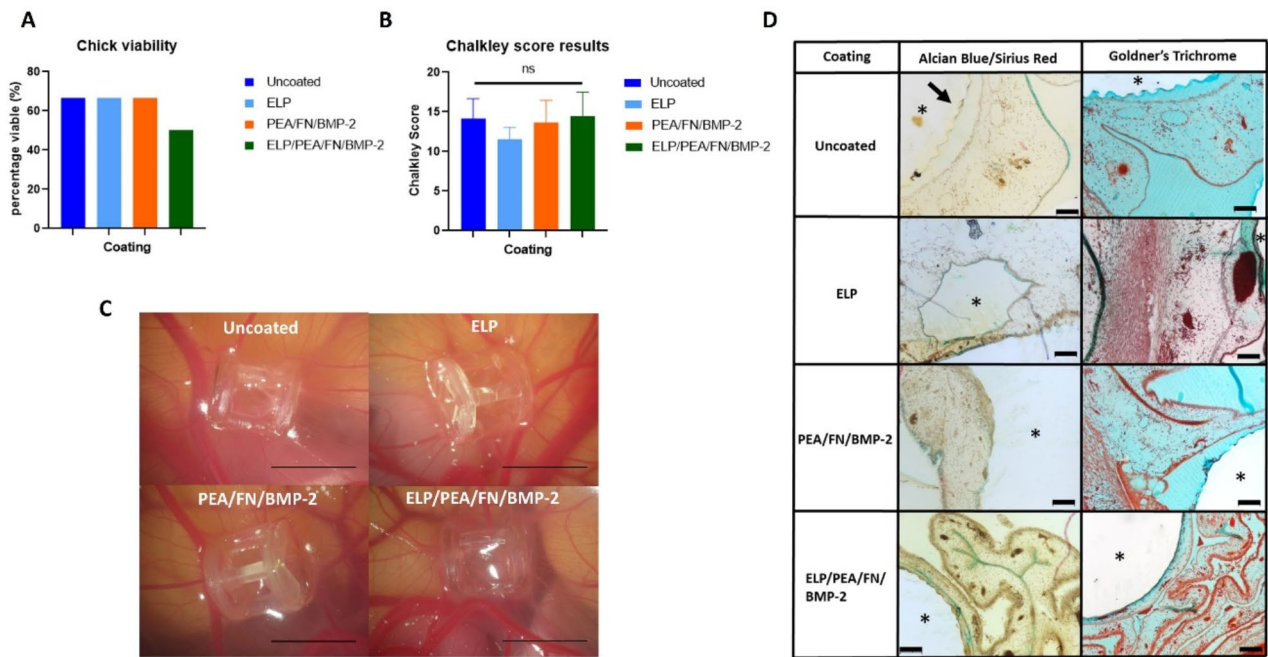 A
Chick viability
percentage viable (%)
80
60
40
20
0
Coating
Uncoated
ELP
PEA/FN/BMP-2
ELP/PEA/FN/BMP-2
B
Chalkley score results
ns
Chalkley Score
20
15
10
5
0
Coating
Uncoated
ELP
PEA/FN/BMP-2
ELP/PEA/FN/BMP-2
C
Uncoated
ELP
PEA/FN/BMP-2
ELP/PEA/FN/BMP-2
D
Coating
Alcian Blue/Sirius Red
Goldner's Trichrome
Uncoated
*
*
ELP
*
*
PEA/FN/BMP-2
*
*
ELP/PEA/FN/
BMP-2
*
*